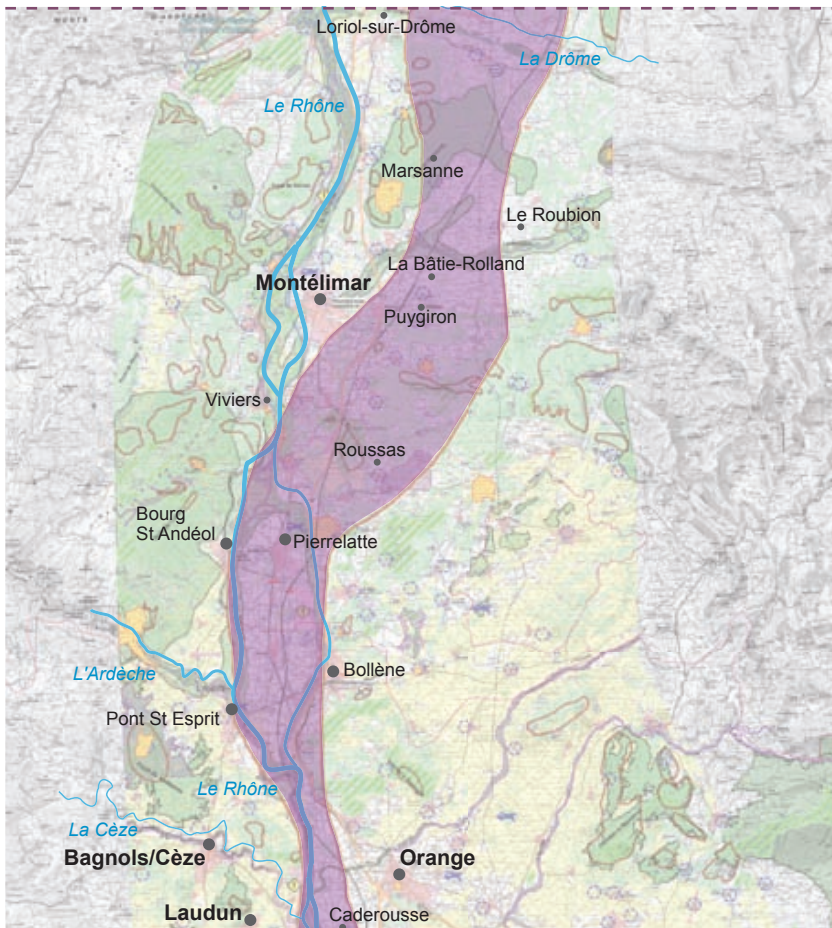 Loriol-sur-Drôme
La Drôme
Le Rhône
Marsanne
Le Roubion
La Bâtie-Rolland
Montélimar
Puygiron
Viviers
Roussas
Bourg
St Andéol
Pierrelatte
L'Ardèche
Bollène
Pont St Esprit
Le Rhône
La Cèze
Bagnols/Cèze
Orange
Laudun
Caderousse